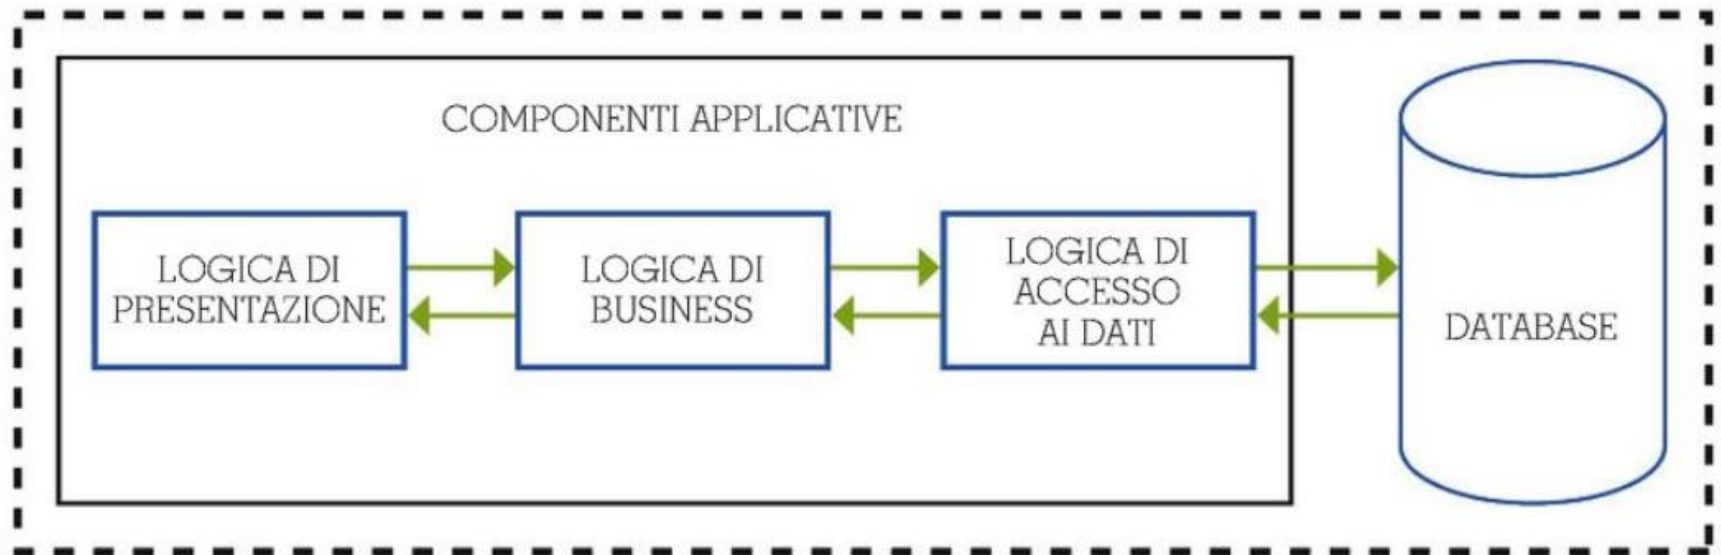 COMPONENTI APPLICATIVE
LOGICA DI
PRESENTAZIONE
LOGICA DI
BUSINESS
LOGICA DI
ACCESSO
AI DATI
DATABASE